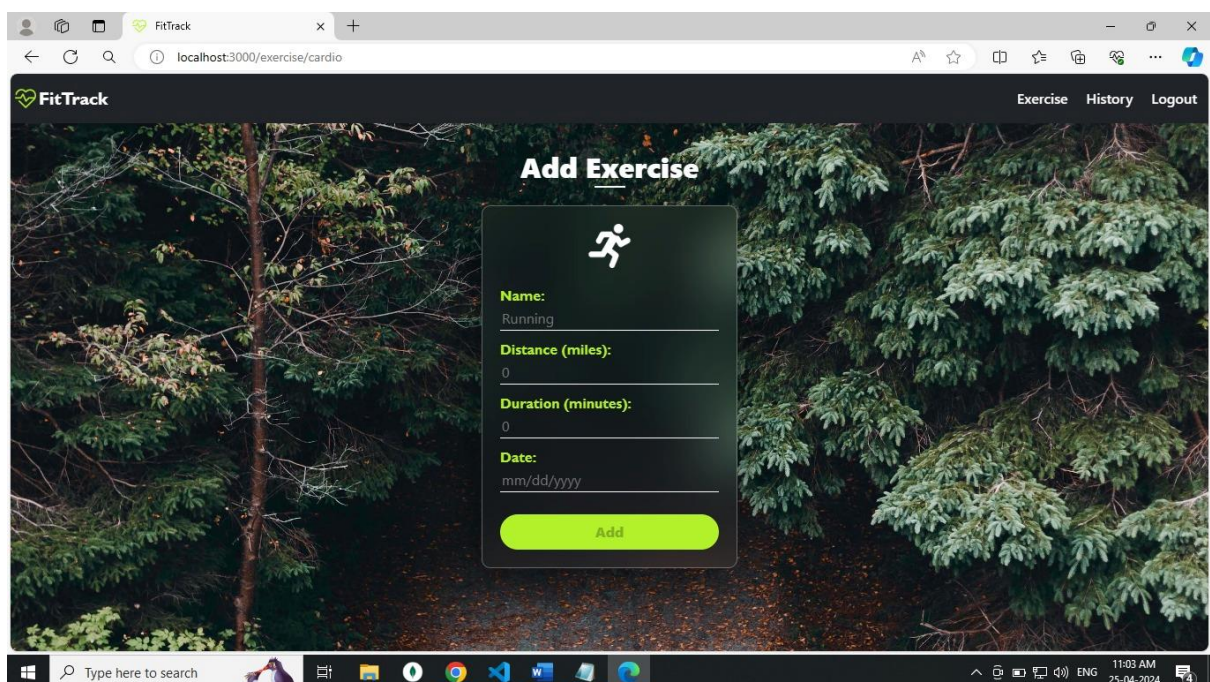 FitTrack
localhost:3000/exercise/cardio
FitTrack
Exercise History Logout
Add Exercise
Name:
Running
Distance (miles):
0
Duration (minutes):
0
Date:
mm/dd/yyyy
Add
Type here to search
ENG
11:03 AM
25-04-2024
4